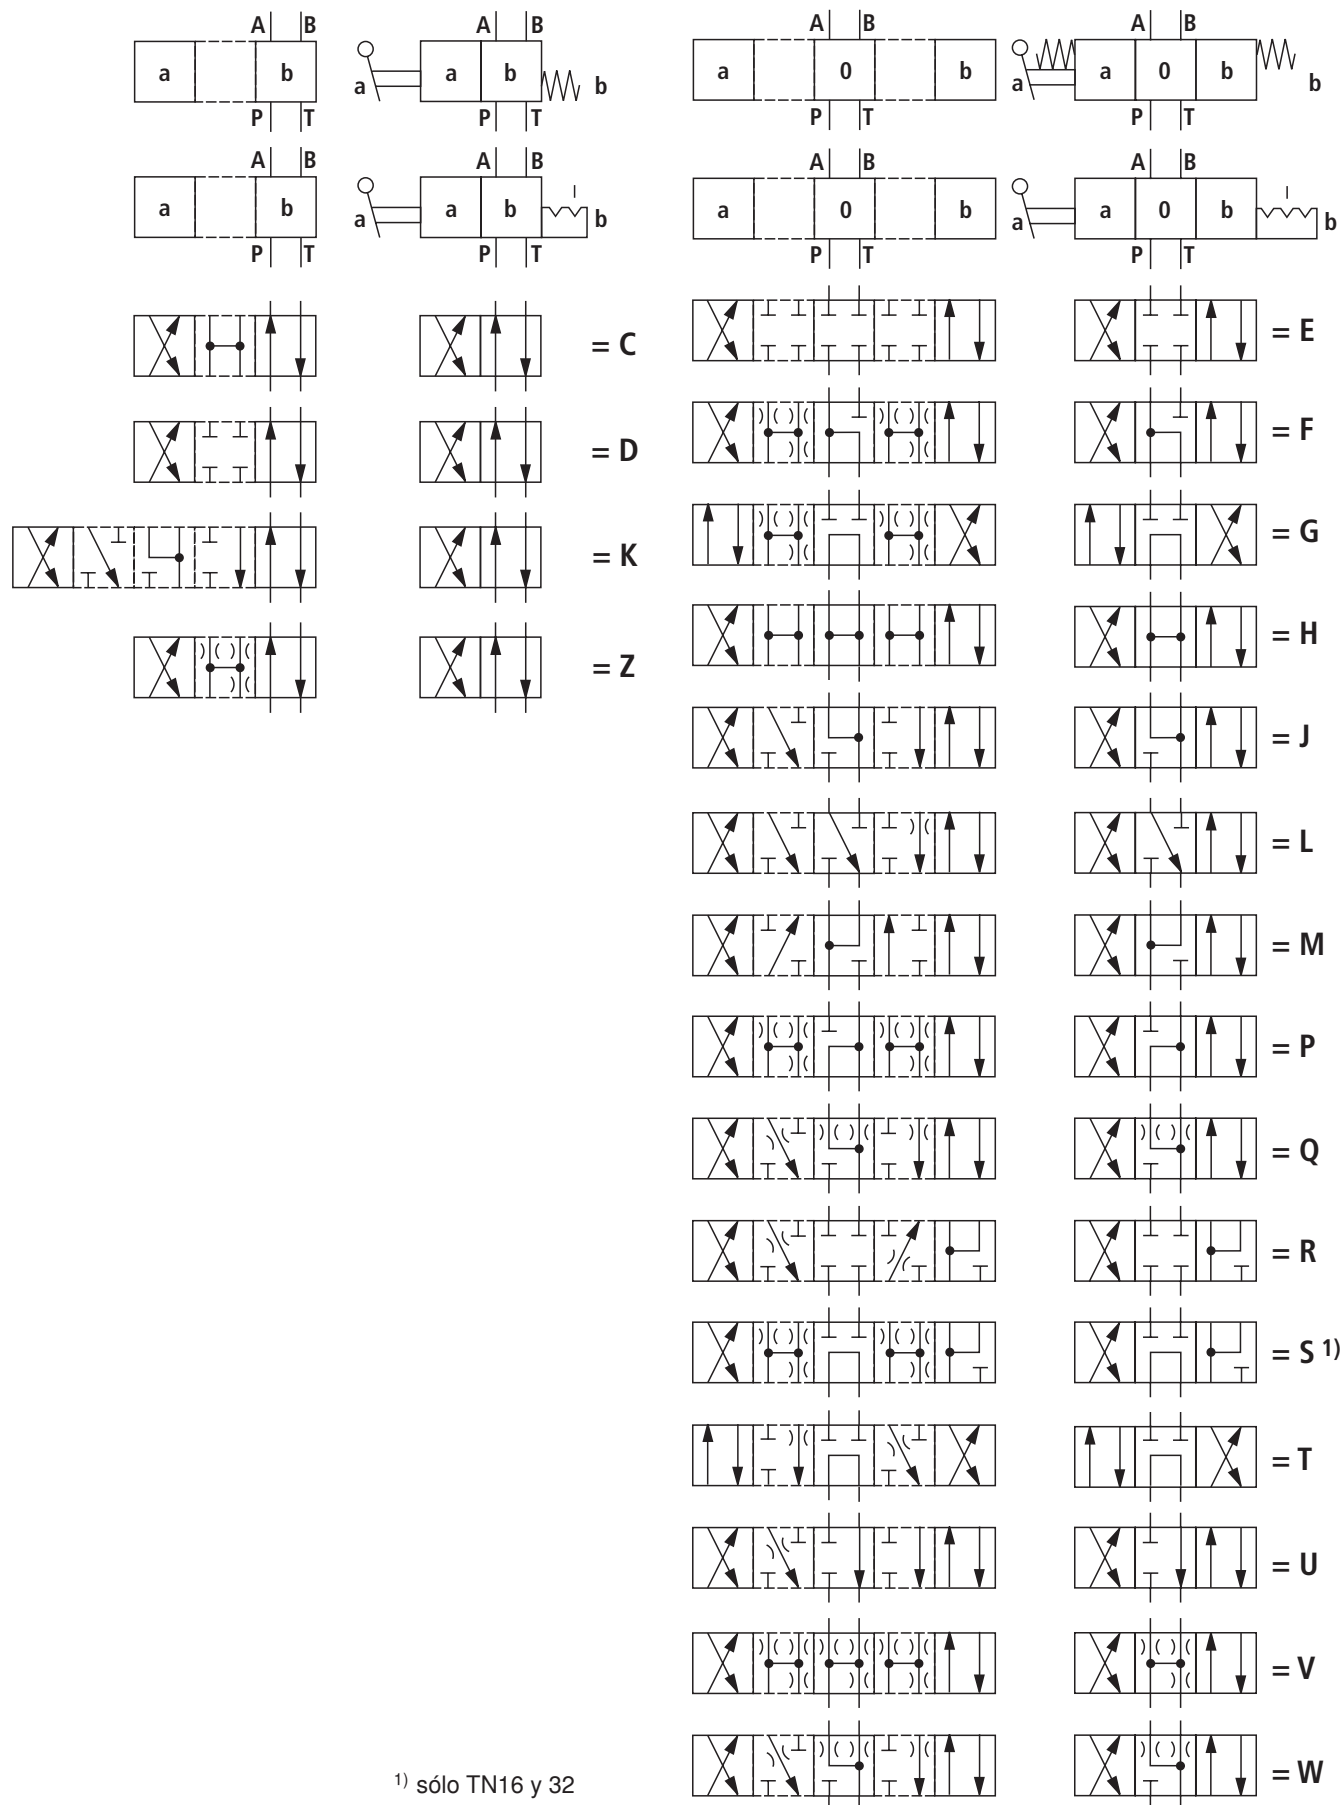 A B A B A B A B
a b a a b b a 0 b a a 0 b b
P T P T P T P T
A B A B A B A B
a b a a b b a 0 b a a 0 b b
P T P T P T P T
= C = E
= D = F
= K = G
= Z = H
= J
= L
= M
= P
= Q
= R
= S 1)
= T
= U
= V
= W
1) sólo TN16 y 32